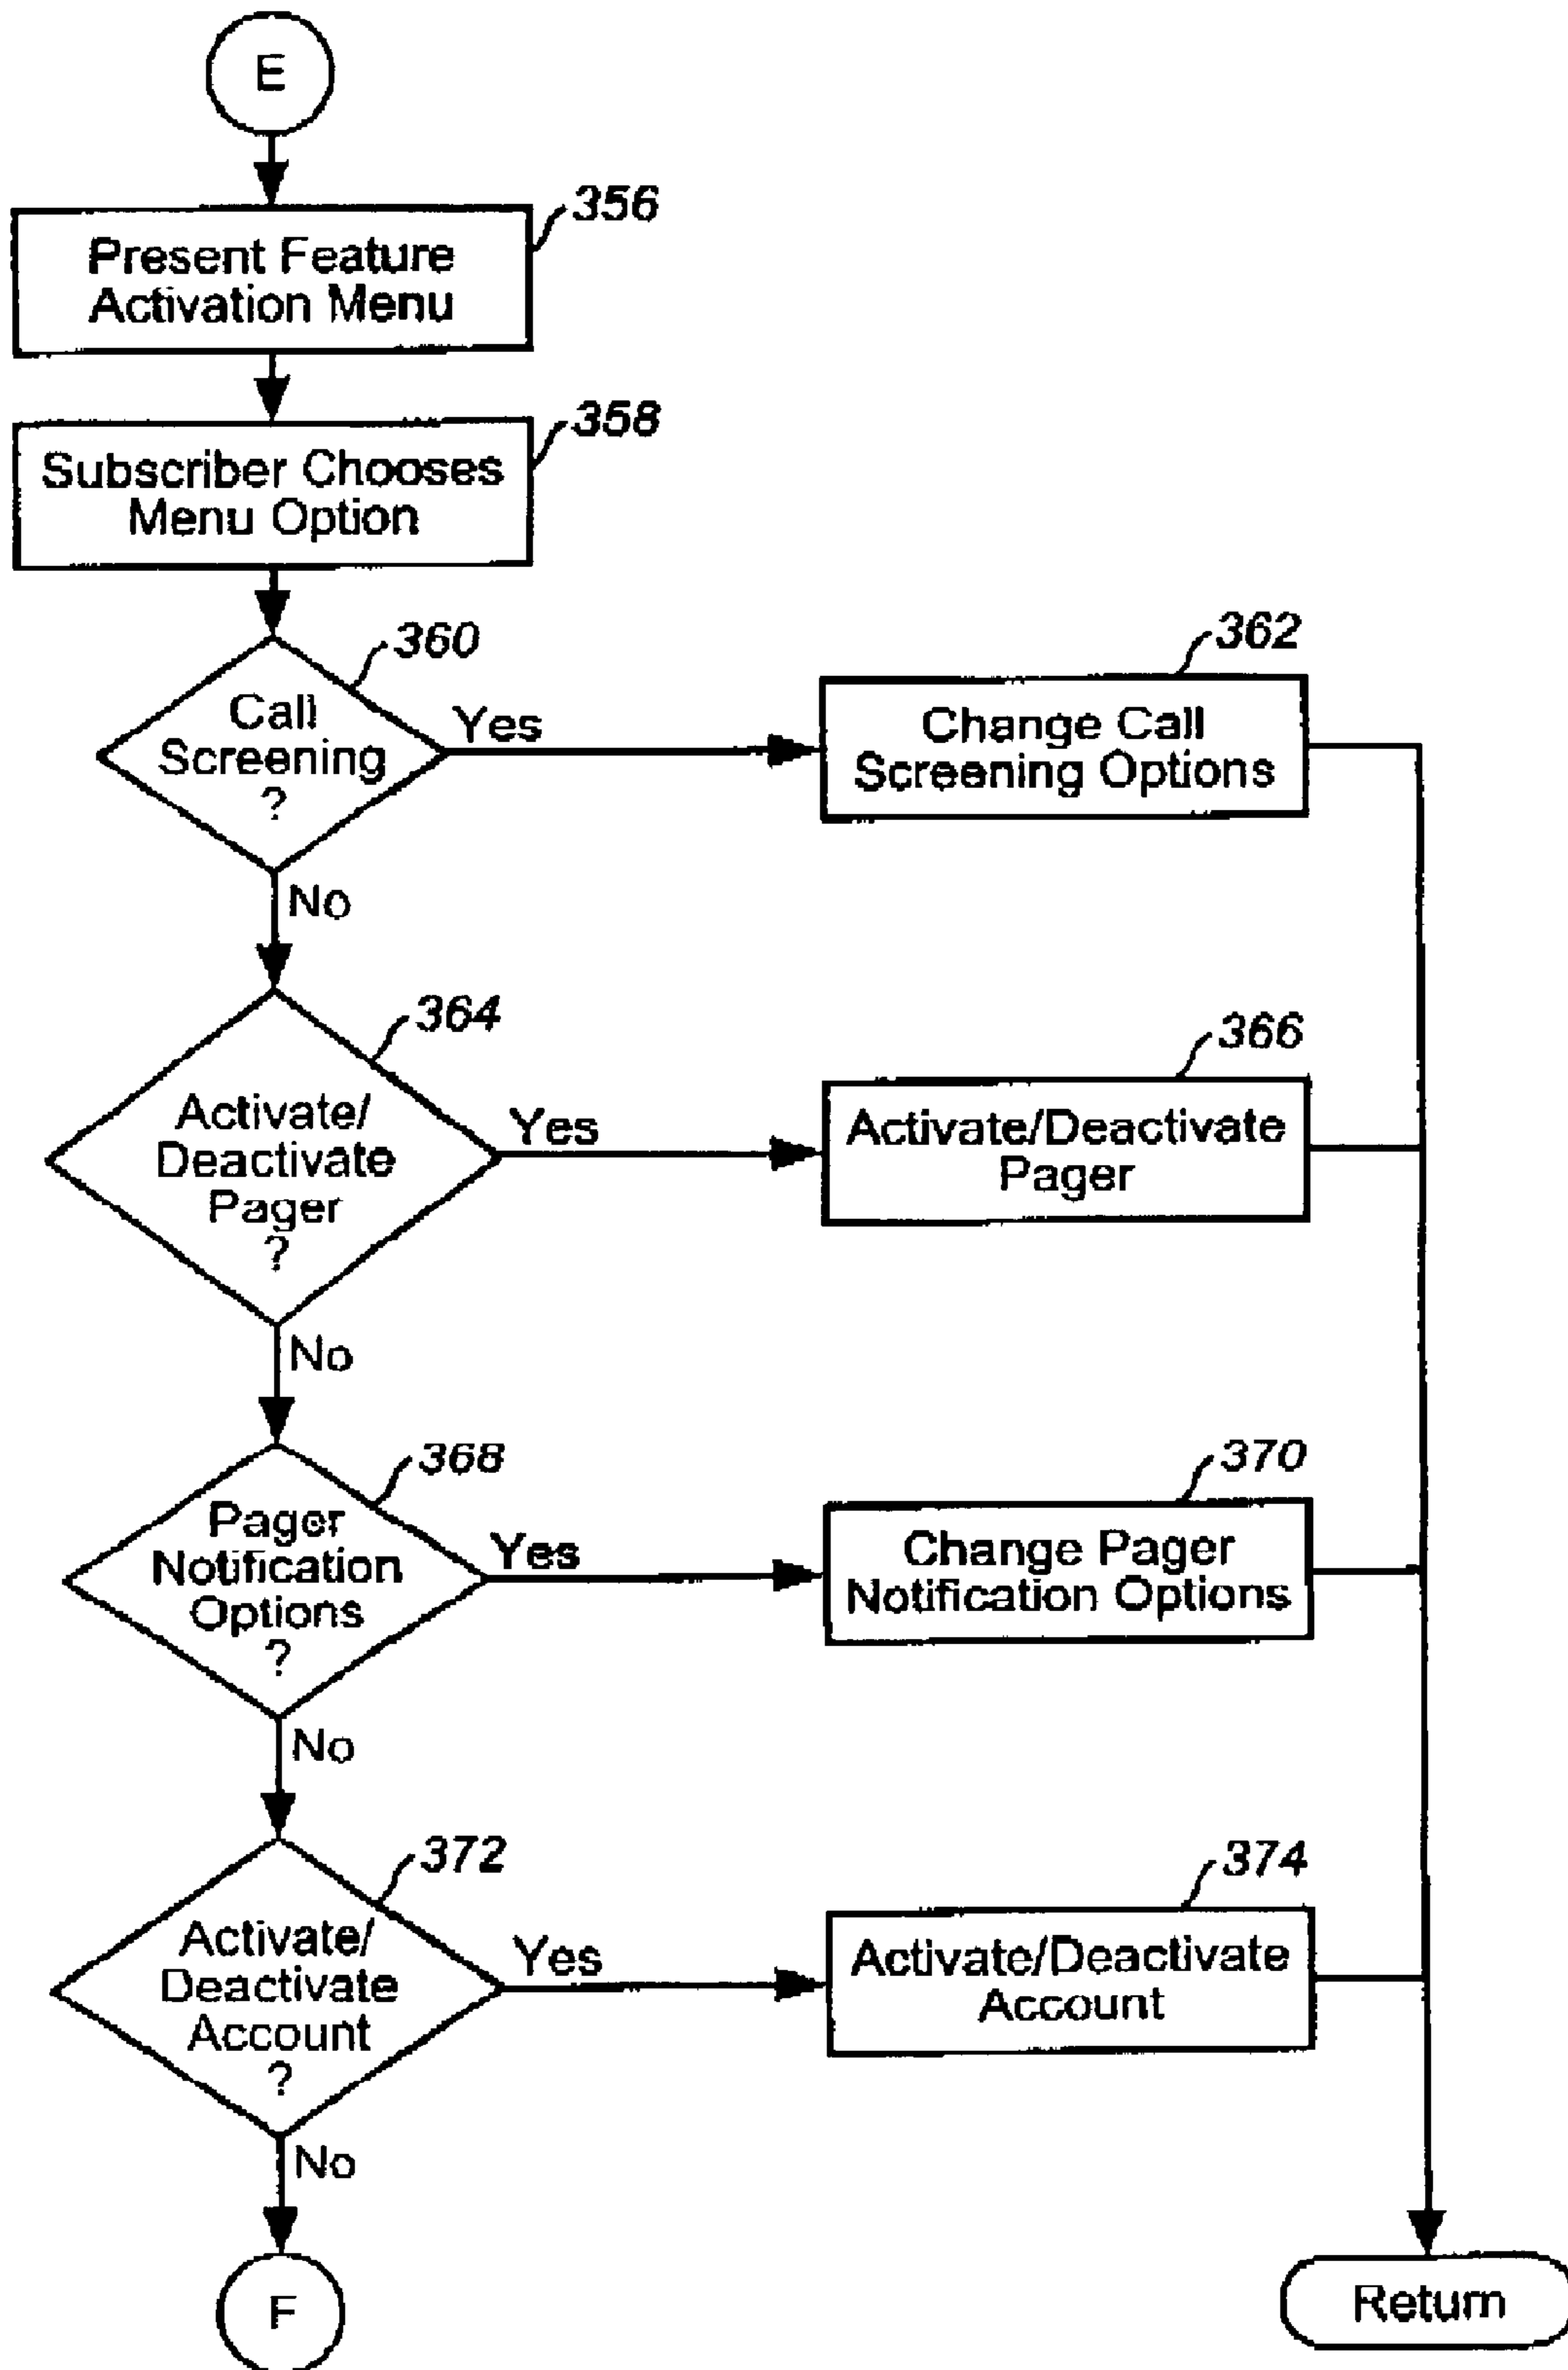 E
356
Present Feature
Activation Menu
358
Subscriber Chooses
Menu Option
360
Call
Screening
?
Yes
362
Change Call
Screening Options
No
364
Activate/
Deactivate
Pager
?
Yes
366
Activate/Deactivate
Pager
No
368
Pager
Notification
Options
?
Yes
370
Change Pager
Notification Options
No
372
Activate/
Deactivate
Account
?
Yes
374
Activate/Deactivate
Account
No
F
Return